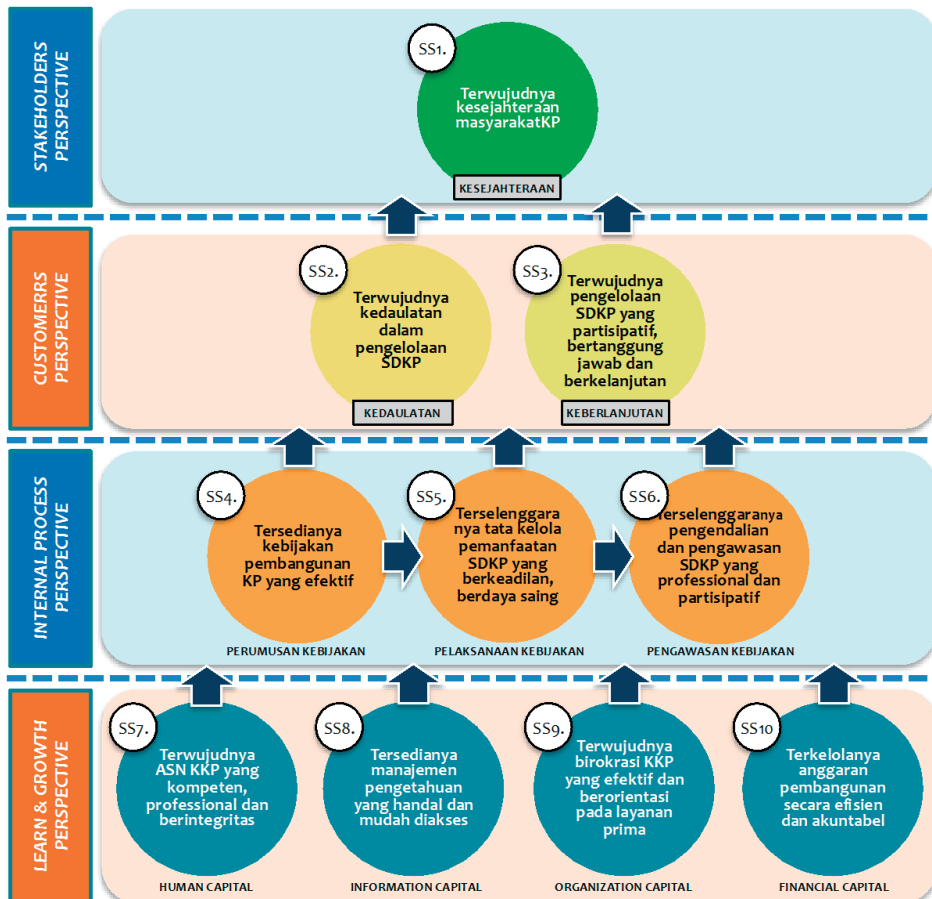 STAKEHOLDERS
PERSPECTIVE
SS1.
Terwujudnya
kesejahteraan
masyarakatKP
KESEJAHTERAAN
CUSTOMERRS
PERSPECTIVE
SS2.
Terwujudnya
kedaulatan
dalam
pengelolaan
SDKP
KEDAULATAN
SS3.
Terwujudnya
pengelolaan
SDKP yang
partisipatif,
bertanggung
jawab dan
berkelanjutan
KEBERLANJUTAN
INTERNAL PROCESS
PERSPECTIVE
SS4.
Tersedianya
kebijakan
pembangunan
KP yang efektif
PERUMUSAN KEBIJAKAN
SS5.
Terselenggara
nya tata kelola
pemanfaatan
SDKP yang
berkeadilan,
berdaya saing
PELAKSANAAN KEBIJAKAN
SS6.
Terselenggaranya
pengendalian
dan pengawasan
SDKP yang
professional dan
partisipatif
PENGAWASAN KEBIJAKAN
LEARN & GROWTH
PERSPECTIVE
SS7.
Terwujudnya
ASN KKP yang
kompeten,
professional dan
berintegritas
HUMAN CAPITAL
SS8.
Tersedianya
manajemen
pengetahuan
yang handal dan
mudah diakses
INFORMATION CAPITAL
SS9.
Terwujudnya
birokrasi KKP
yang efektif dan
berorientasi
pada layanan
prima
ORGANIZATION CAPITAL
SS10
Terkelolanya
anggaran
pembangunan
secara efisien
dan akuntabel
FINANCIAL CAPITAL